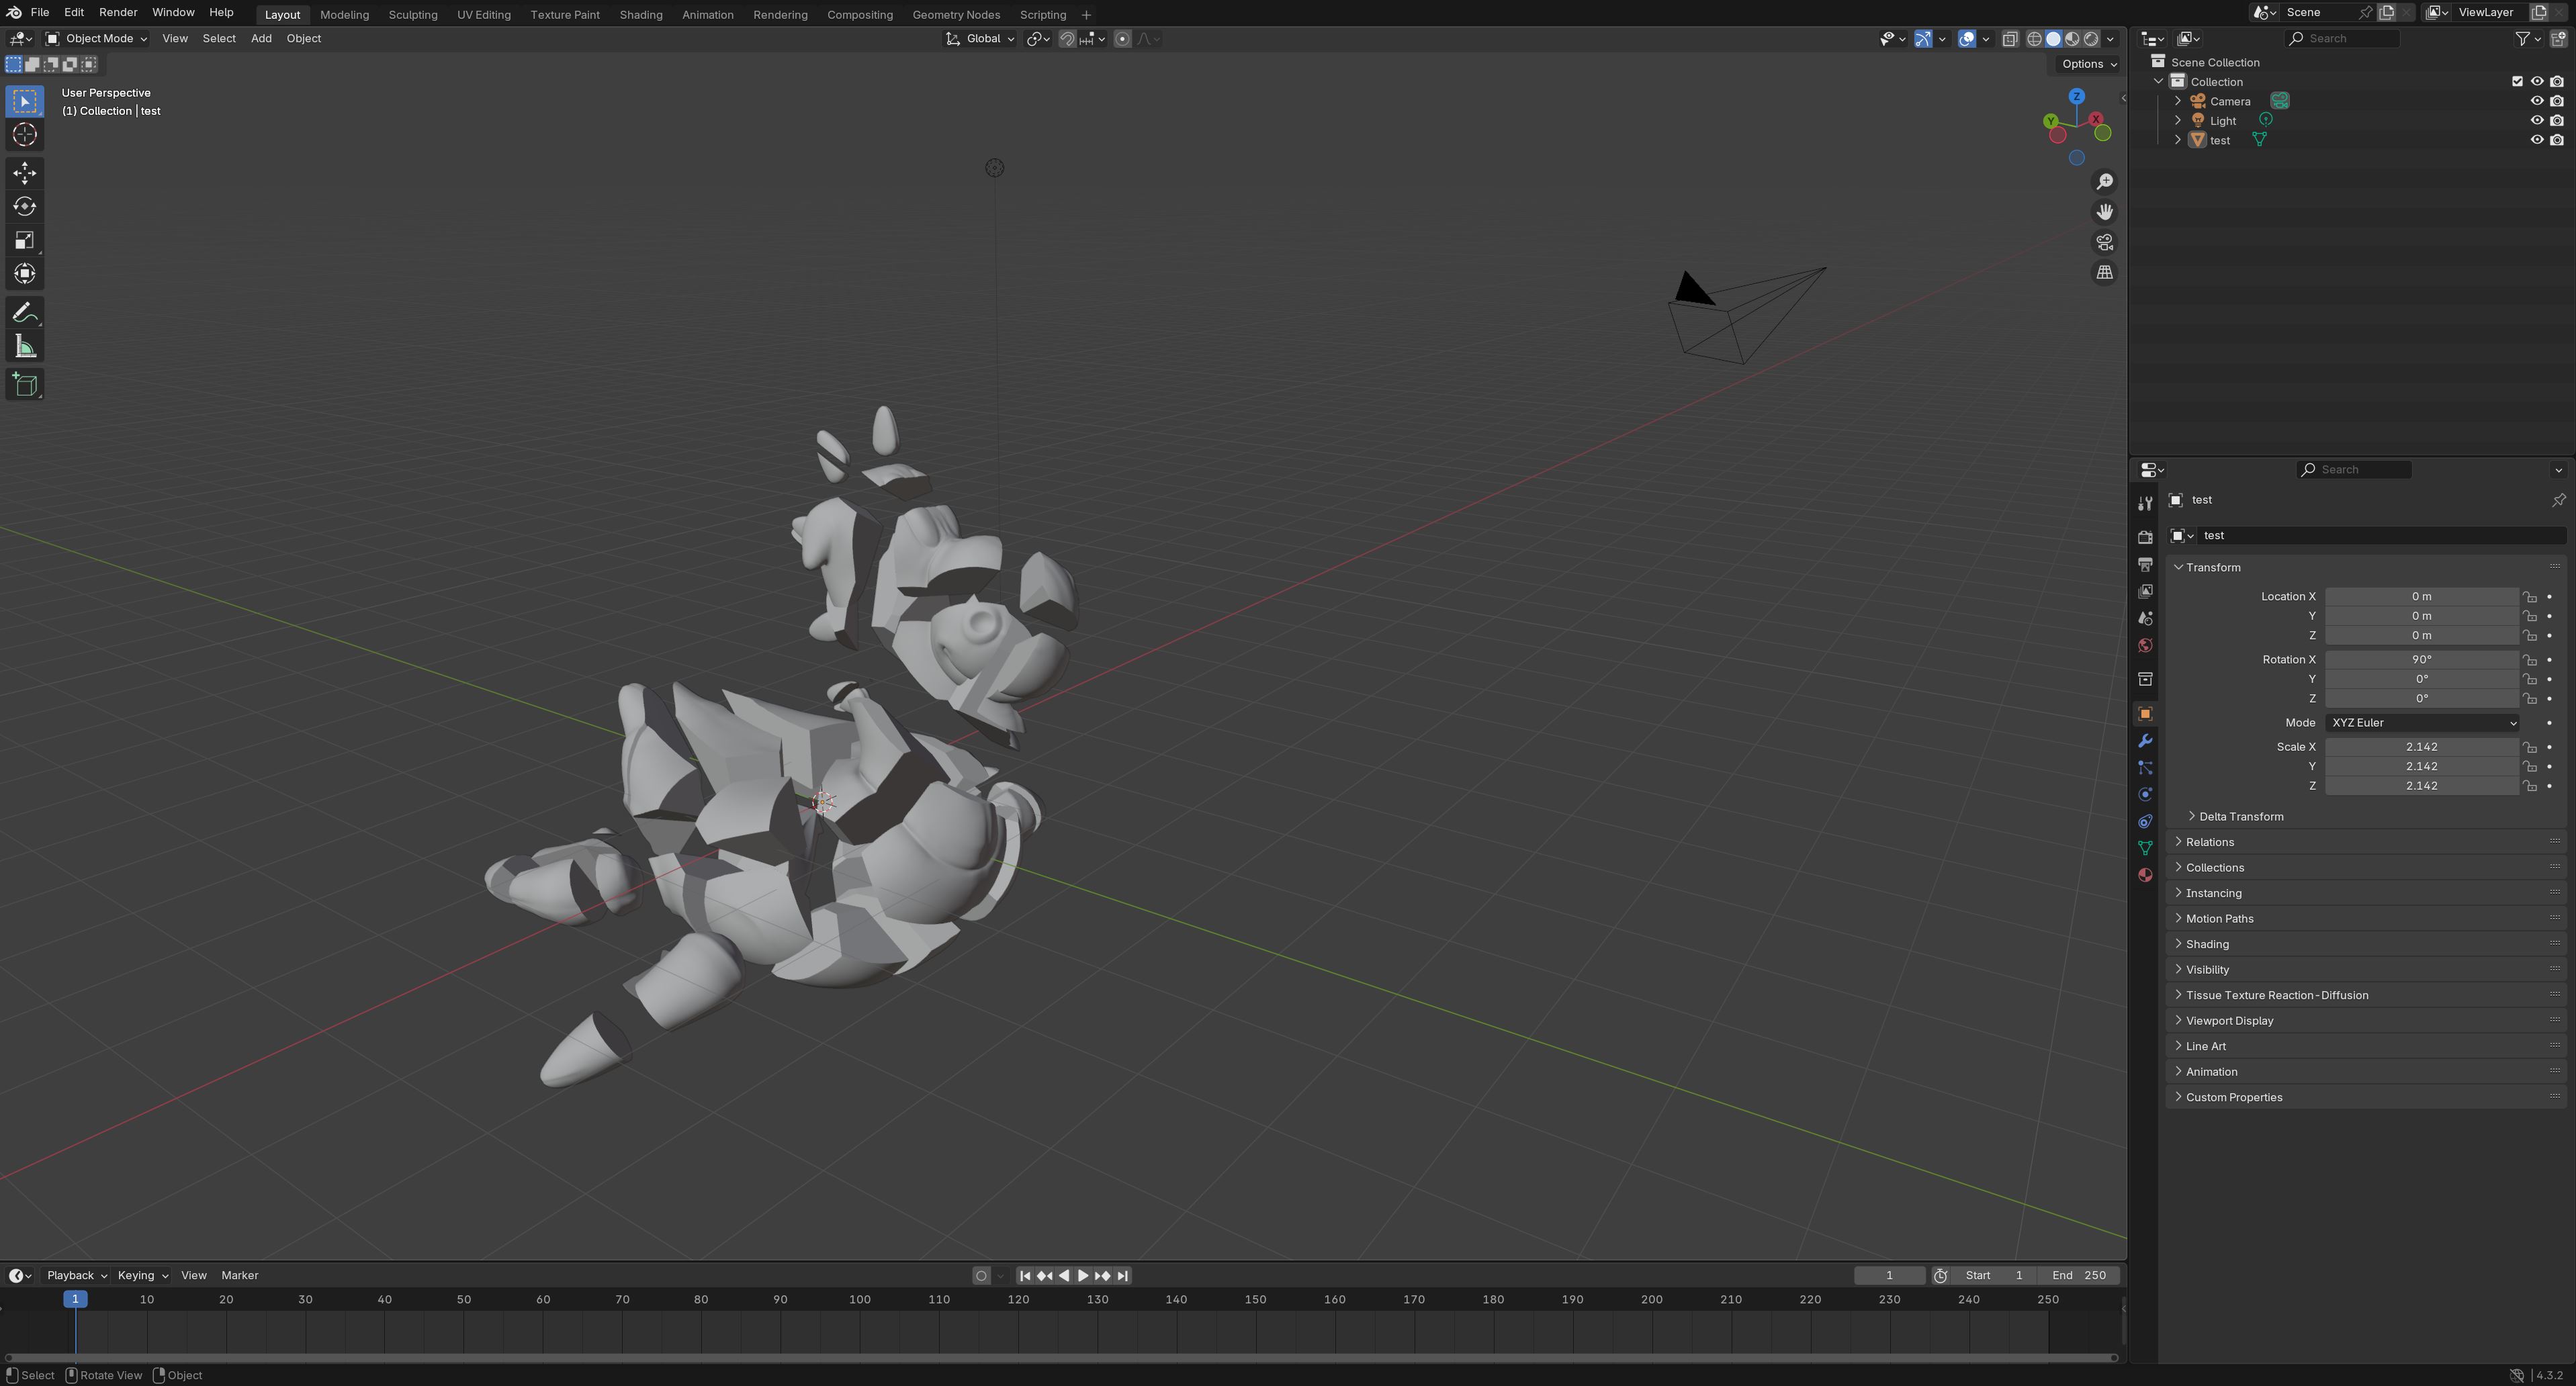 File Edit Render Window Help Layout Modeling Sculpting UV Editing Texture Paint Shading Animation Rendering Compositing Geometry Nodes Scripting + Scene ViewLayer
Object Mode View Select Add Object Global Search
Options
User Perspective
(1) Collection | test
Z
Y X
Scene Collection
Collection
Camera
Light
test
Search
test
test
Transform
Location X 0 m
Y 0 m
Z 0 m
Rotation X 90°
Y 0°
Z 0°
Mode XYZ Euler
Scale X 2.142
Y 2.142
Z 2.142
Delta Transform
Relations
Collections
Instancing
Motion Paths
Shading
Visibility
Tissue Texture Reaction-Diffusion
Viewport Display
Line Art
Animation
Custom Properties
Playback Keying View Marker 1 Start 1 End 250
1 10 20 30 40 50 60 70 80 90 100 110 120 130 140 150 160 170 180 190 200 210 220 230 240 250
Select Rotate View Object 4.3.2